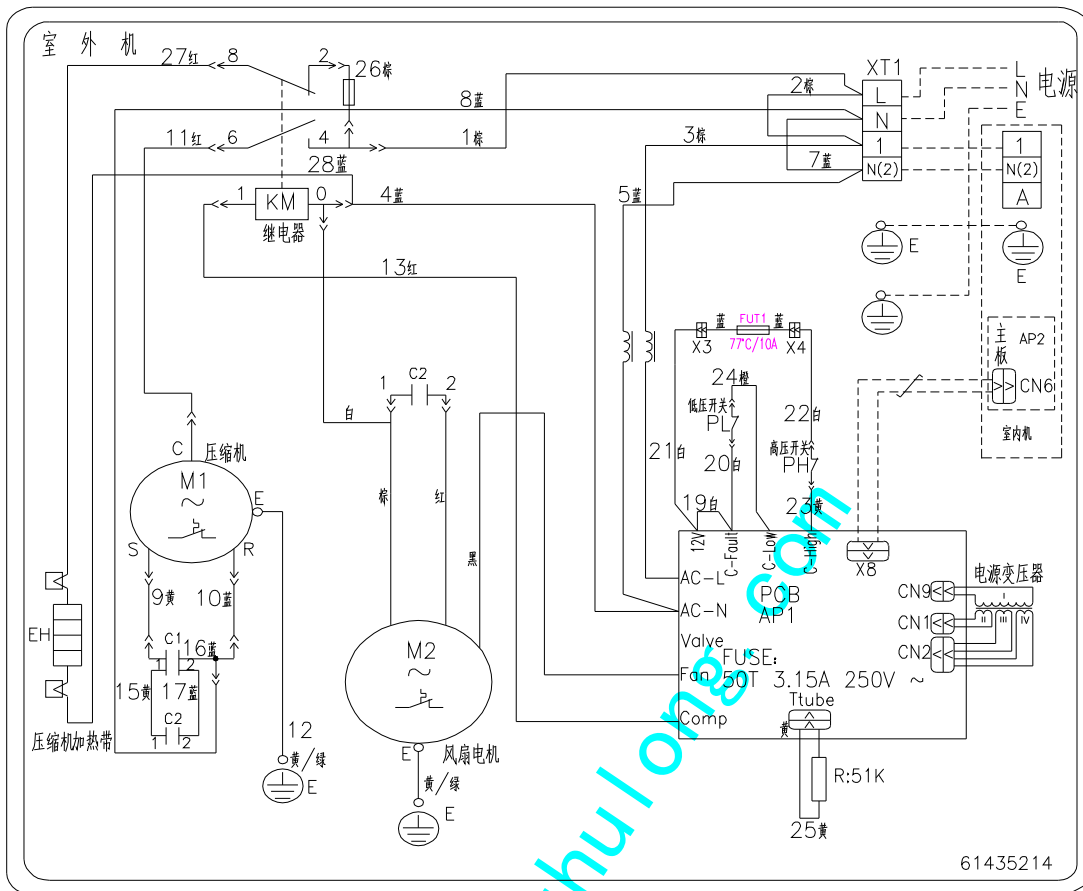 室 外 机
27红
8
2
26棕
8蓝
11红
6
4
1棕
28蓝
1
KM
0
4蓝
继电器
13红
XT1
2棕
L
N
1
N(2)
3棕
7蓝
5蓝
L
N
E
电源
1
N(2)
A
E
E
蓝
FUT1
蓝
X3
77℃/10A
X4
主板
AP2
CN6
室内机
24橙
低压开关
PL
22白
高压开关
PH
21白
20白
19白
23黄
1
C2
2
白
棕
红
黑
C
压缩机
M1
~
E
S
R
9黄
10蓝
C1
1
2
16蓝
15黄
17蓝
C2
1
2
EH
压缩机加热带
12
黄/绿
E
M2
~
E
风扇电机
黄/绿
E
12V
C-Fault
C-Low
C-High
X8
AC-L
AC-N
Valve
Fan
Comp
PCB
AP1
FUSE:
50T 3.15A 250V ~
Ttube
黄
R:51K
25黄
CN9
CN1
CN2
电源变压器
I
II
III
IV
hulong.com
61435214